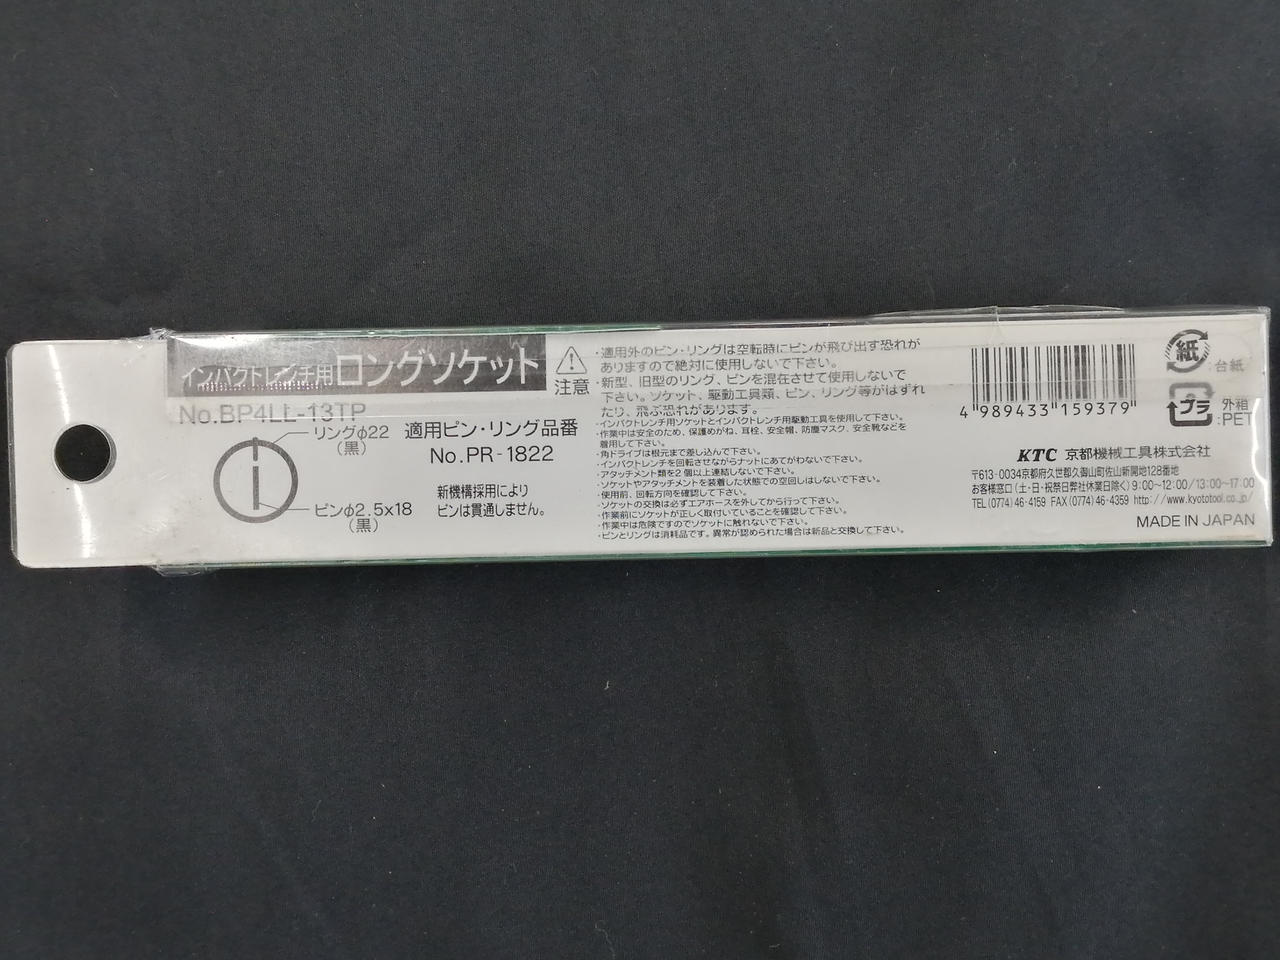 インパクトレンチ用ロングソケット
No.BP4LL-13TP
リングφ22
(黒)
ピンφ2.5x18
(黒)
適用ピン・リング品番
No.PR-1822
新機構採用により
ピンは貫通しません。
注意
・適用外のピン・リングは空転時にピンが飛び出す恐れが
ありますので絶対に使用しないで下さい。
・新型、旧型のリング、ピンを混在させて使用しないで
下さい。ソケット、駆動工具類、ピン、リング等がはずれ
たり、飛ぶ恐れがあります。
・インパクトレンチ用ソケットとインパクトレンチ用駆動工具を使用して下さい。
・作業中は安全のため、保護めがね、耳栓、安全帽、防塵マスク、安全靴などを
着用して下さい。
・角ドライブは根元まで差し込んで下さい。
・インパクトレンチを回転させながらナットにあてがわないで下さい。
・アタッチメント類を2個以上連結しないで下さい。
・ソケットやアタッチメントを装着した状態での空回しはしないで下さい。
・使用前、回転方向を確認して下さい。
・ソケットの交換は必ずエアホースを外してから行って下さい。
・作業前にソケットが正しく取付いていることを確認して下さい。
・作業中は危険ですのでソケットに触れないで下さい。
・ピンとリングは消耗品です。異常が認められた場合は新品と交換して下さい。
4 989433 159379
紙
台紙
プラ
外箱
:PET
KTC 京都機械工具株式会社
〒613-0034京都府久世郡久御山町佐山新開地128番地
お客様窓口(土・日・祝祭日弊社休業日除く)9:00~12:00/13:00~17:00
TEL(0774)46-4159 FAX(0774)46-4359 http://www.kyototool.co.jp/
MADE IN JAPAN